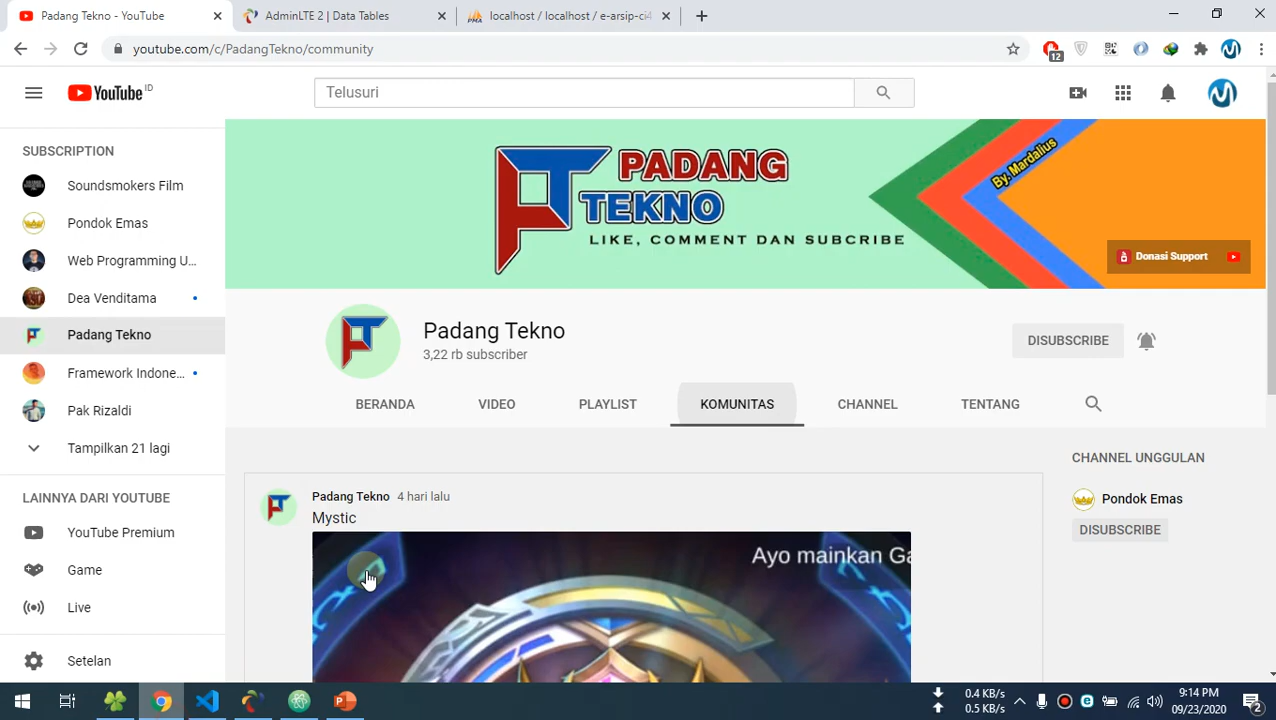 Padang Tekno - YouTube
AdminLTE 2 | Data Tables
localhost / localhost / e-arsip-ci4
youtube.com/c/PadangTekno/community
12
YouTube ID
Telusuri
SUBSCRIPTION
Soundsmokers Film
Pondok Emas
Web Programming U...
Dea Venditama
Padang Tekno
Framework Indone...
Pak Rizaldi
Tampilkan 21 lagi
LAINNYA DARI YOUTUBE
YouTube Premium
Game
Live
Setelan
PADANG
TEKNO
LIKE, COMMENT DAN SUBCRIBE
By. Mardalius
Donasi Support
Padang Tekno
3,22 rb subscriber
DISUBSCRIBE
BERANDA
VIDEO
PLAYLIST
KOMUNITAS
CHANNEL
TENTANG
CHANNEL UNGGULAN
Pondok Emas
DISUBSCRIBE
Padang Tekno 4 hari lalu
Mystic
Ayo mainkan Ga
0.4 KB/s
0.5 KB/s
9:14 PM
09/23/2020
2